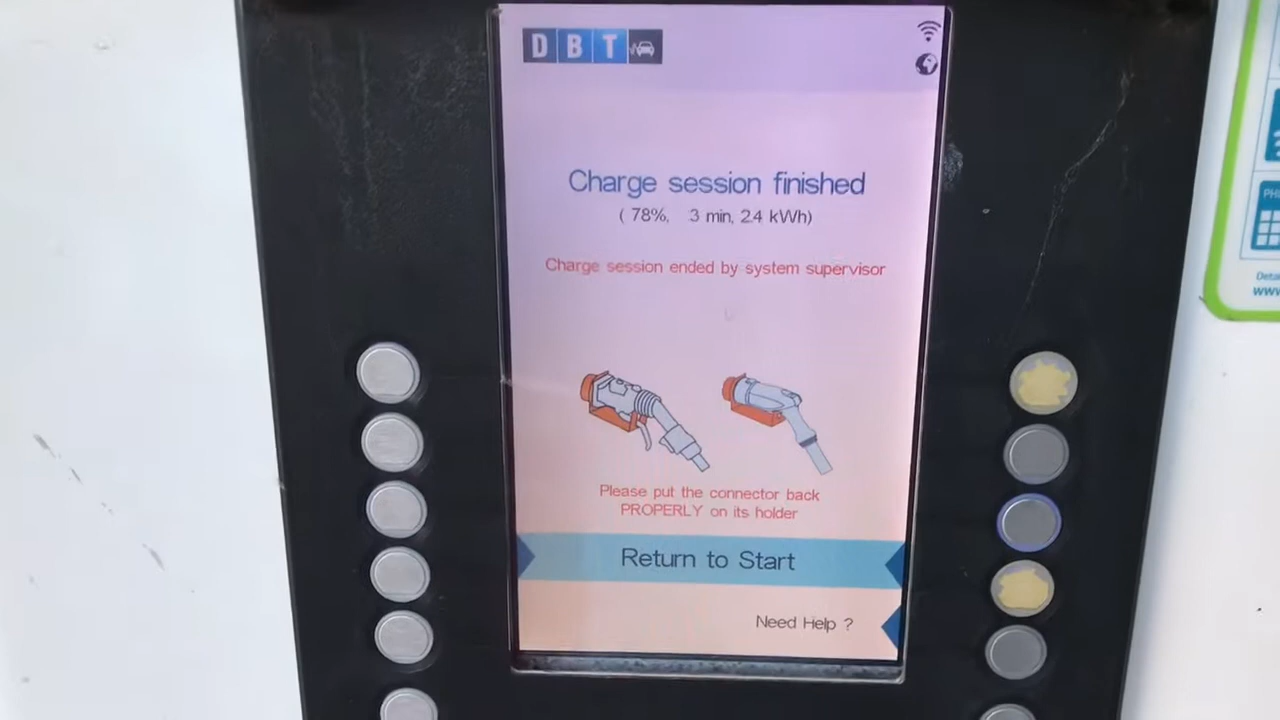 DBT
Charge session finished
( 78%, 3 min, 2.4 kWh)
Charge session ended by system supervisor
Please put the connector back
PROPERLY on its holder
Return to Start
Need Help ?